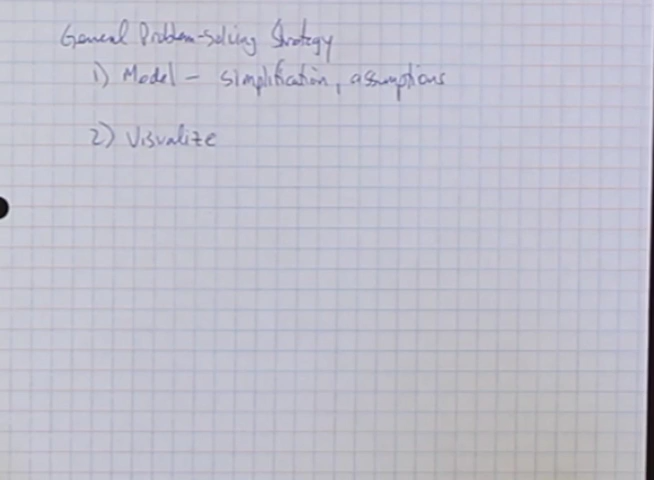 General Problem-Solving Strategy
1) Model - simplification, assumptions
2) Visualize